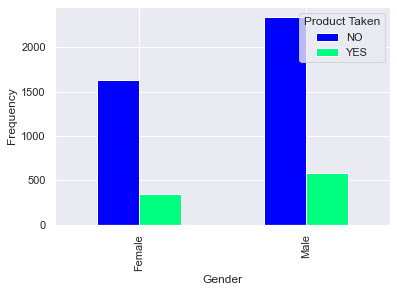 Product Taken
NO
YES
2000
1500
1000
500
0
Frequency
Female
Male
Gender